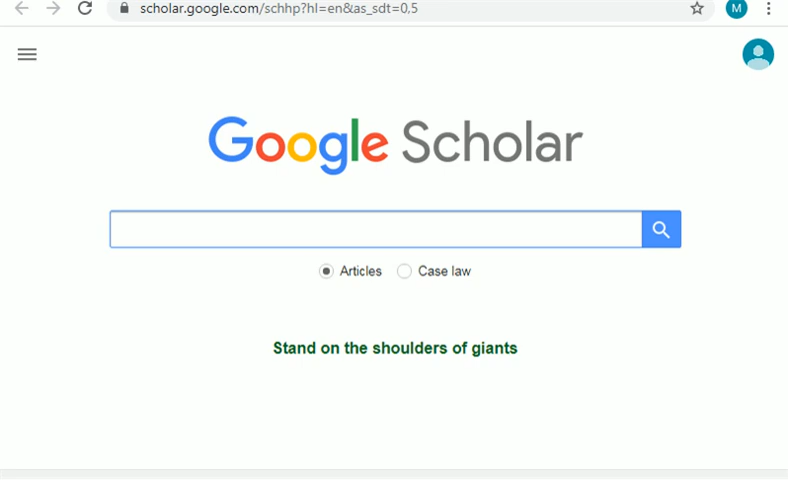 scholar.google.com/schhp?hl=en&as_sdt=0,5
M
Google Scholar
Articles Case law
Stand on the shoulders of giants